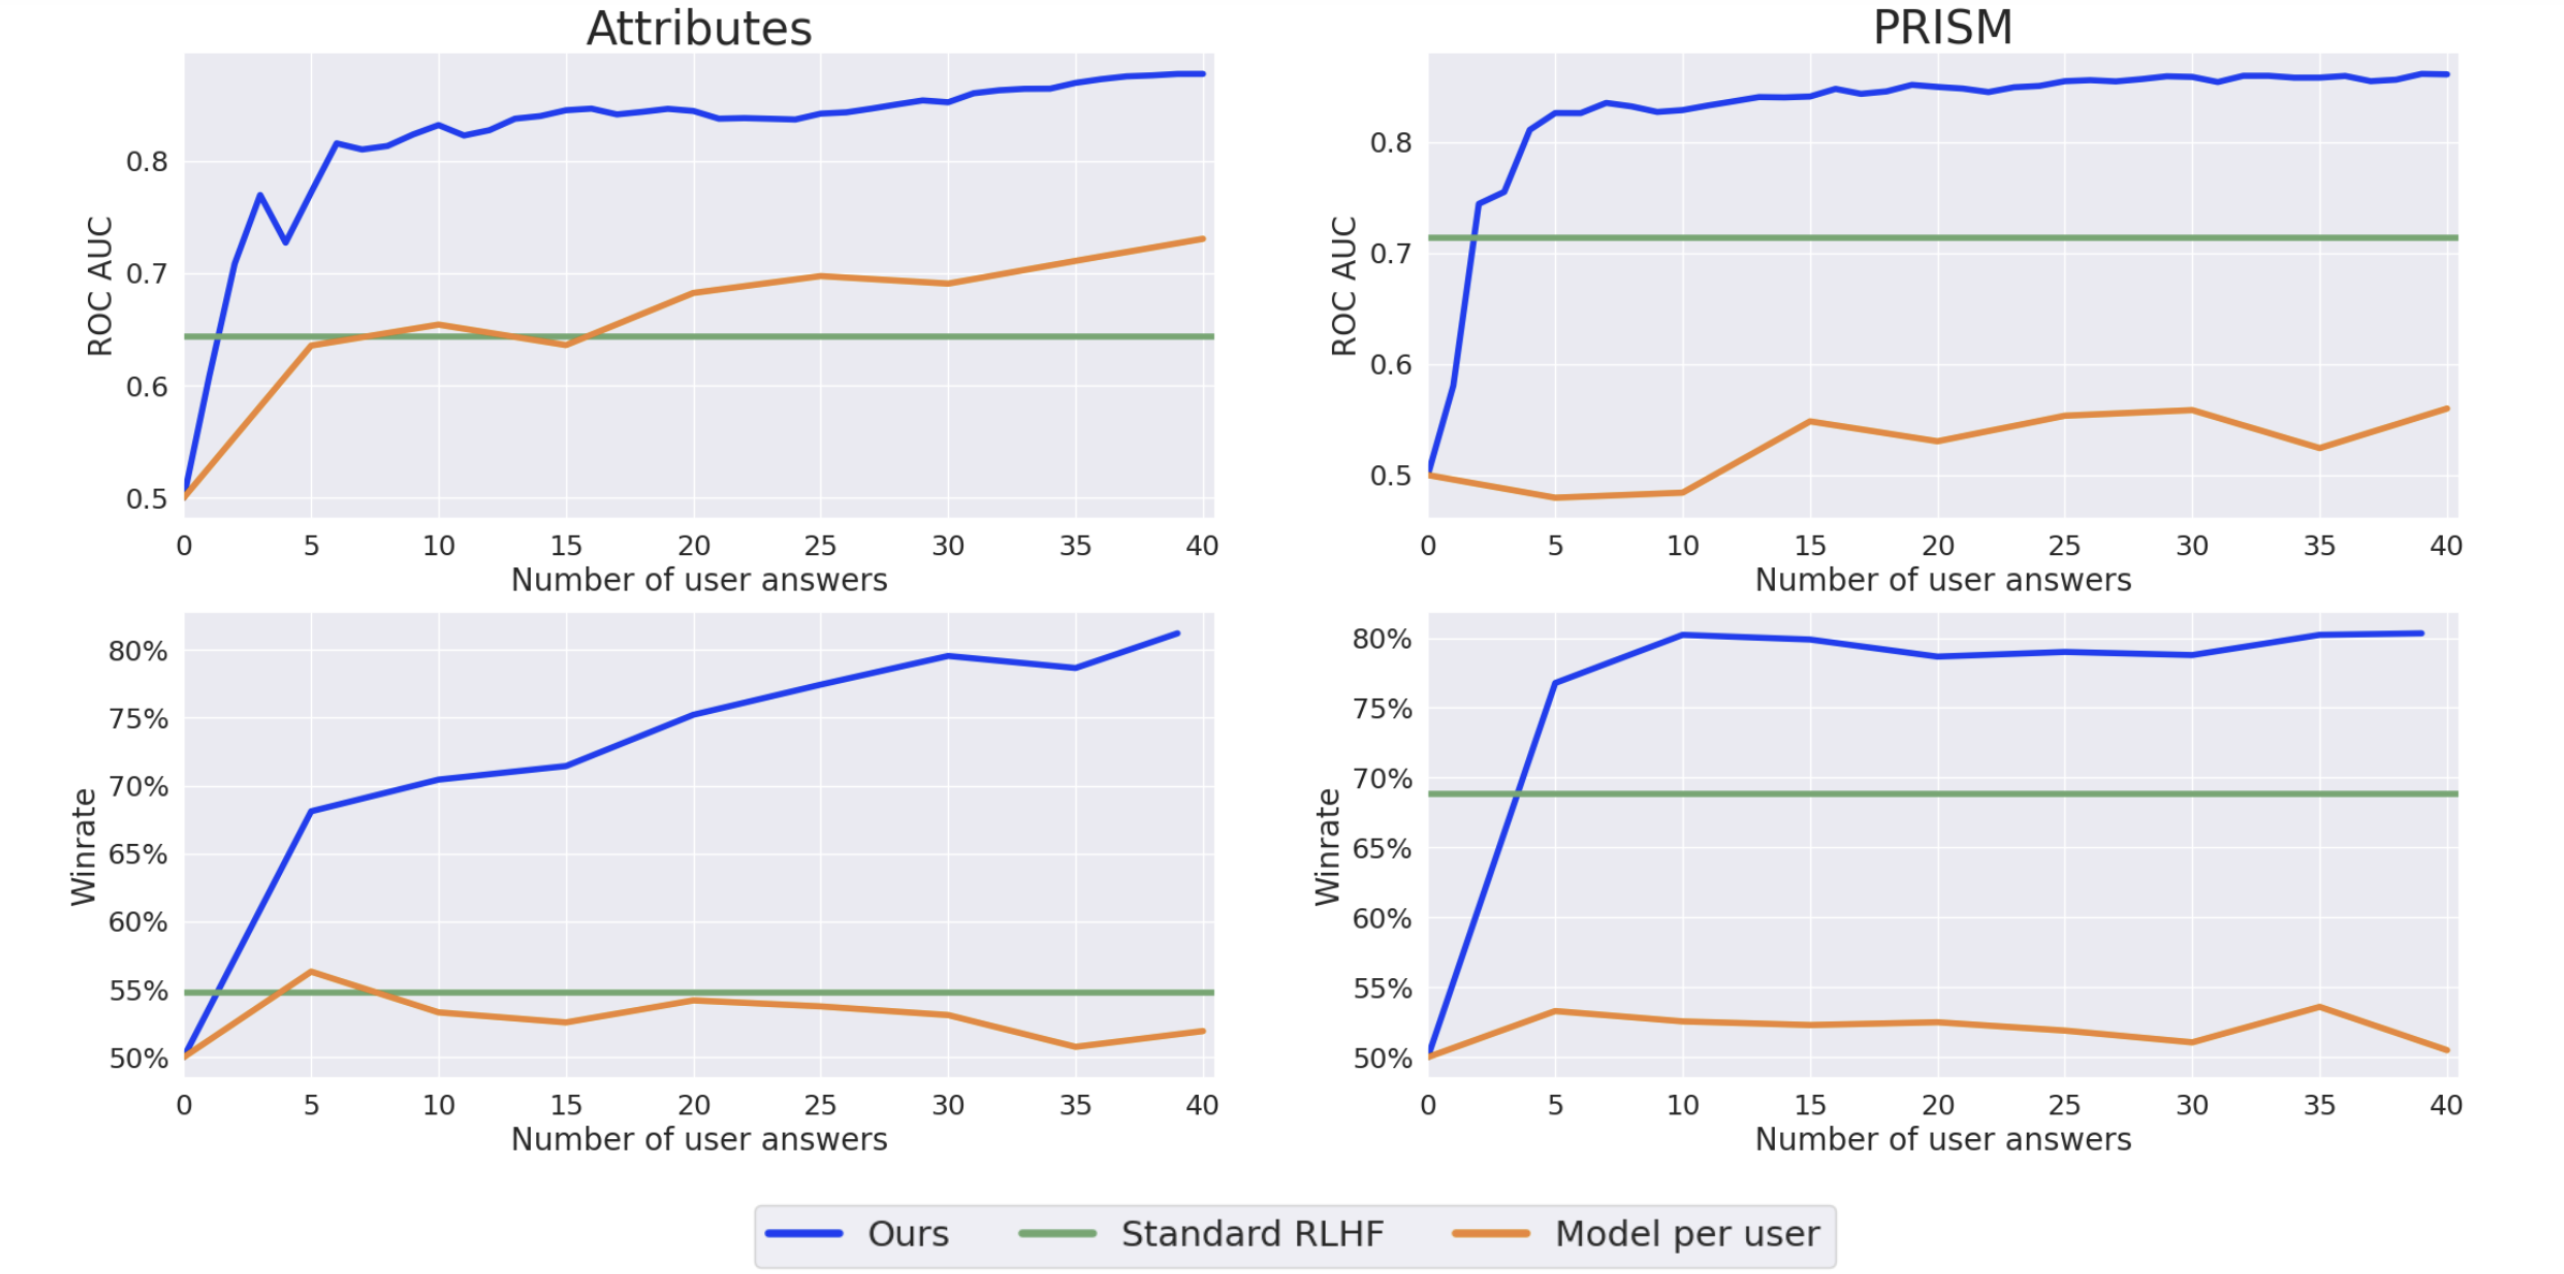 Attributes
PRISM
ROC AUC
0.8
0.7
0.6
0.5
0 5 10 15 20 25 30 35 40
Number of user answers
ROC AUC
0.8
0.7
0.6
0.5
0 5 10 15 20 25 30 35 40
Number of user answers
Winrate
80%
75%
70%
65%
60%
55%
50%
0 5 10 15 20 25 30 35 40
Number of user answers
Winrate
80%
75%
70%
65%
60%
55%
50%
0 5 10 15 20 25 30 35 40
Number of user answers
Ours Standard RLHF Model per user